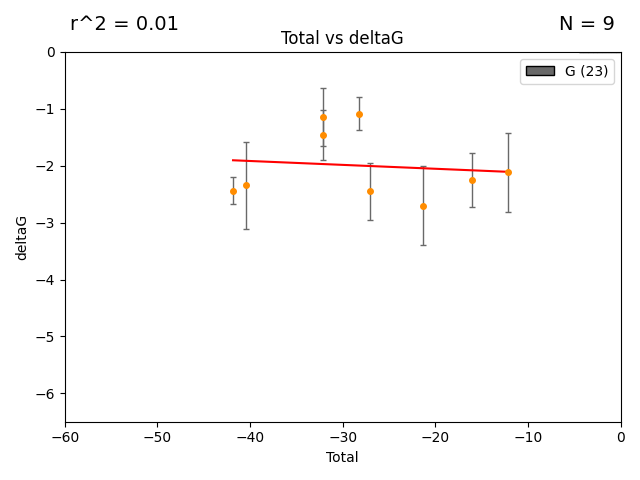 r^2 = 0.01
N = 9
Total vs deltaG
G (23)
0
−1
−2
−3
−4
−5
−6
deltaG
−60
−50
−40
−30
−20
−10
0
Total